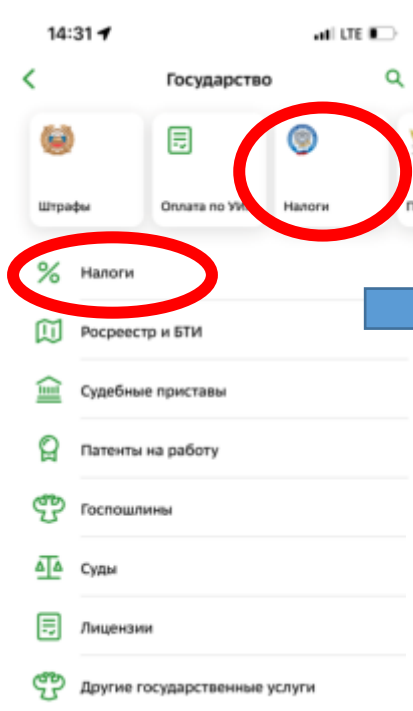 14:31
LTE
Государство
Штрафы
Оплата по УИ
Налоги
Налоги
Росреестр и БТИ
Судебные приставы
Патенты на работу
Госпошлины
Суды
Лицензии
Другие государственные услуги